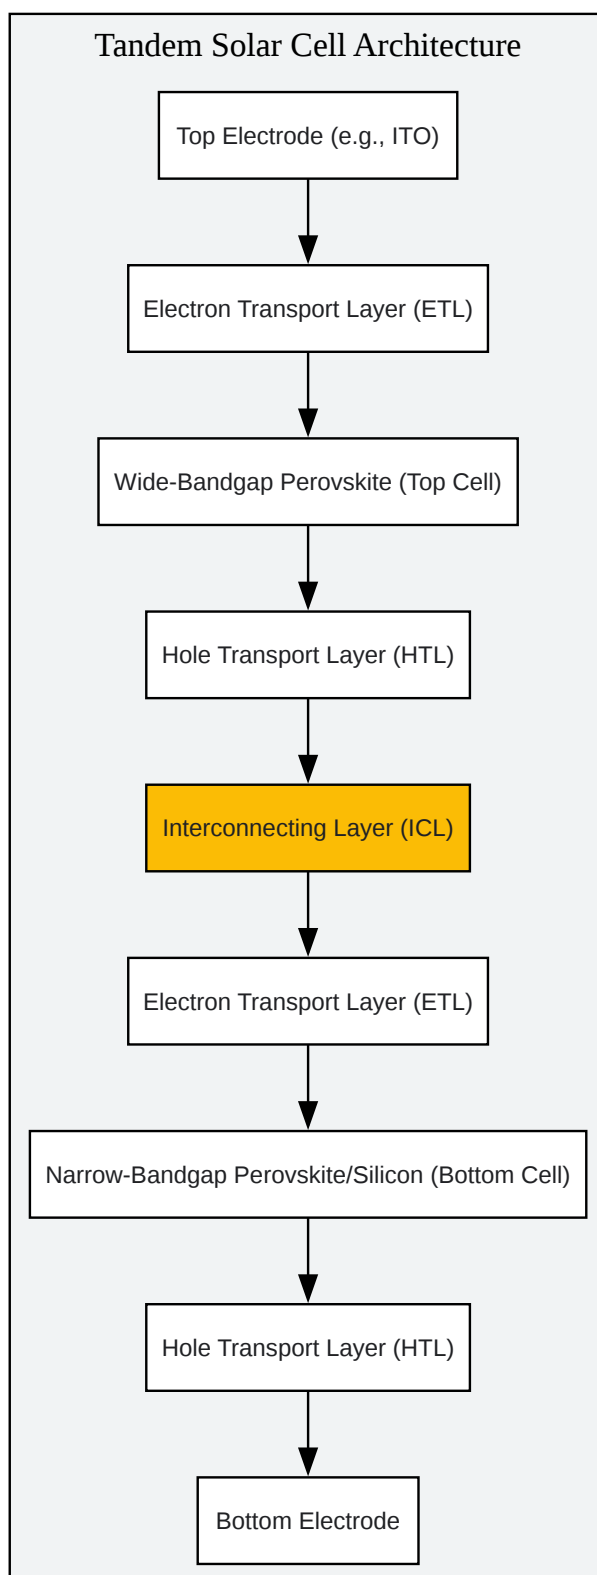 Tandem Solar Cell Architecture
Top Electrode (e.g., ITO)
Electron Transport Layer (ETL)
Wide-Bandgap Perovskite (Top Cell)
Hole Transport Layer (HTL)
Interconnecting Layer (ICL)
Electron Transport Layer (ETL)
Narrow-Bandgap Perovskite/Silicon (Bottom Cell)
Hole Transport Layer (HTL)
Bottom Electrode